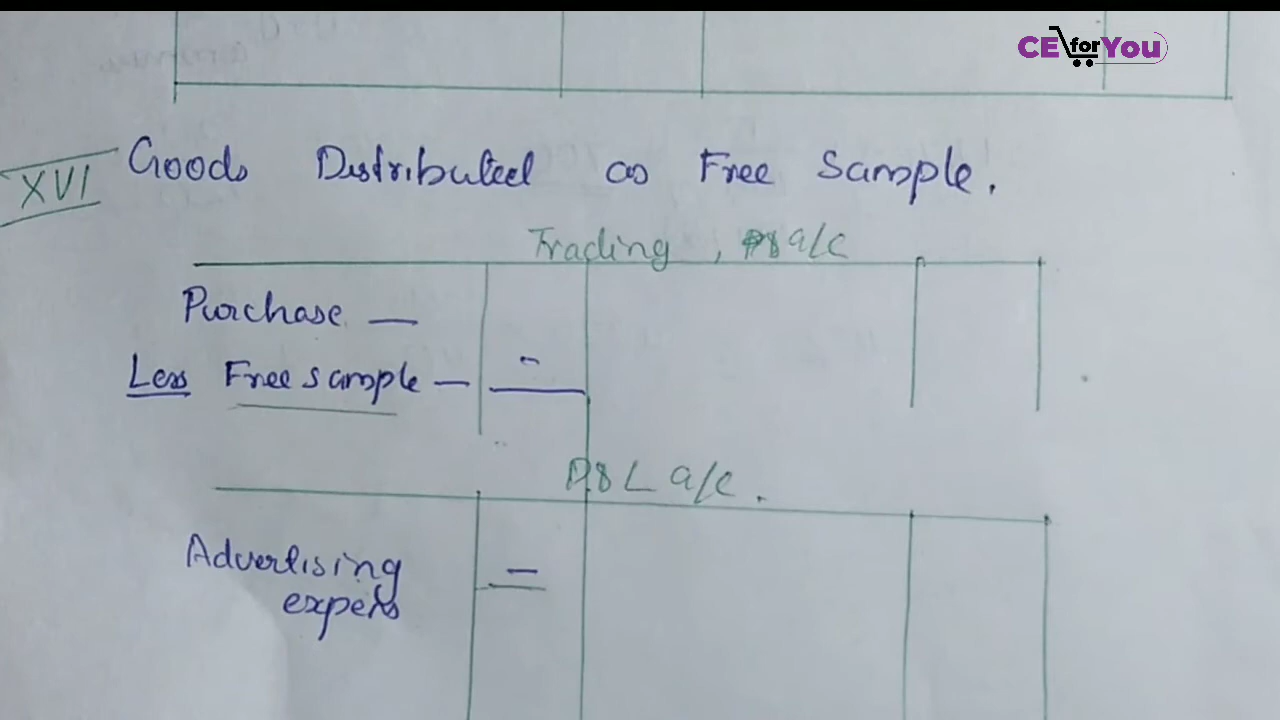 CE for You
XVI Goods Distributed as Free Sample.
Trading, a/c
Purchase —
Less Free sample — -
P&L a/c.
Advertising —
expens